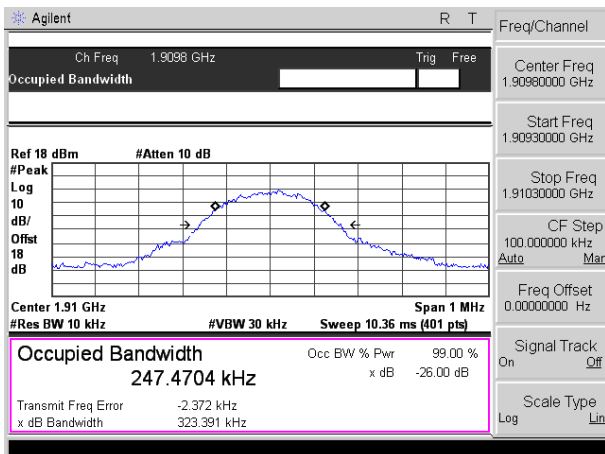 Agilent R T
Freq/Channel
Ch Freq 1.9098 GHz Trig Free
Occupied Bandwidth
Center Freq
1.90980000 GHz
Start Freq
1.90930000 GHz
Ref 18 dBm #Atten 10 dB
#Peak
Log
10
dB/
Offst
18
dB
Stop Freq
1.91030000 GHz
CF Step
100.000000 kHz
Auto Man
Freq Offset
0.00000000 Hz
Center 1.91 GHz Span 1 MHz
#Res BW 10 kHz #VBW 30 kHz Sweep 10.36 ms (401 pts)
Occupied Bandwidth
247.4704 kHz
Occ BW % Pwr 99.00 %
x dB -26.00 dB
Transmit Freq Error -2.372 kHz
x dB Bandwidth 323.391 kHz
Signal Track
On Off
Scale Type
Log Lin